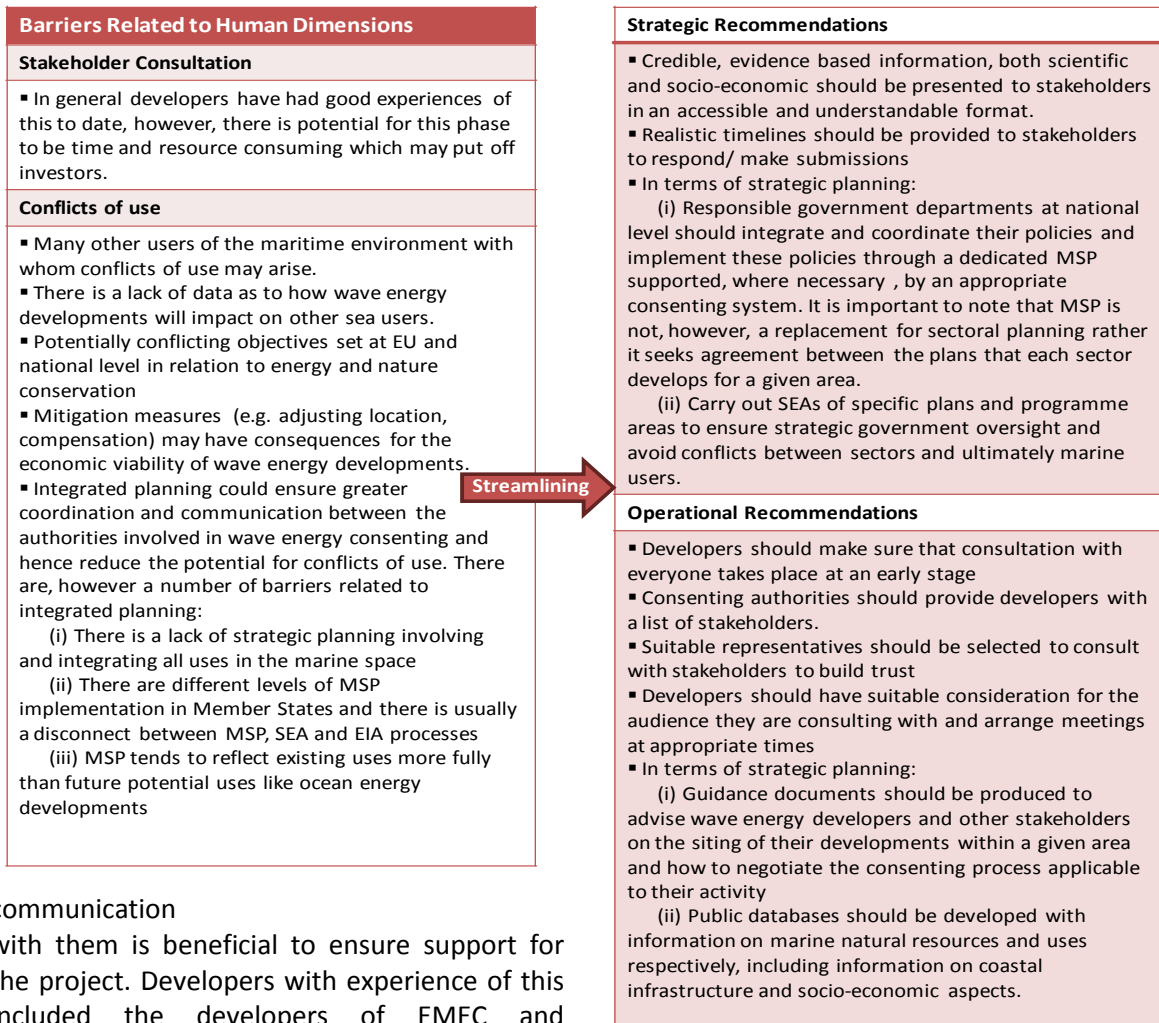 Barriers Related to Human Dimensions
Stakeholder Consultation
▪ In general developers have had good experiences of
this to date, however, there is potential for this phase
to be time and resource consuming which may put off
investors.
Conflicts of use
▪ Many other users of the maritime environment with
whom conflicts of use may arise.
▪ There is a lack of data as to how wave energy
developments will impact on other sea users.
▪ Potentially conflicting objectives set at EU and
national level in relation to energy and nature
conservation
▪ Mitigation measures (e.g. adjusting location,
compensation) may have consequences for the
economic viability of wave energy developments.
▪ Integrated planning could ensure greater
coordination and communication between the
authorities involved in wave energy consenting and
hence reduce the potential for conflicts of use. There
are, however a number of barriers related to
integrated planning:
(i) There is a lack of strategic planning involving
and integrating all uses in the marine space
(ii) There are different levels of MSP
implementation in Member States and there is usually
a disconnect between MSP, SEA and EIA processes
(iii) MSP tends to reflect existing uses more fully
than future potential uses like ocean energy
developments
Streamlining
Strategic Recommendations
▪ Credible, evidence based information, both scientific
and socio-economic should be presented to stakeholders
in an accessible and understandable format.
▪ Realistic timelines should be provided to stakeholders
to respond/ make submissions
▪ In terms of strategic planning:
(i) Responsible government departments at national
level should integrate and coordinate their policies and
implement these policies through a dedicated MSP
supported, where necessary , by an appropriate
consenting system. It is important to note that MSP is
not, however, a replacement for sectoral planning rather
it seeks agreement between the plans that each sector
develops for a given area.
(ii) Carry out SEAs of specific plans and programme
areas to ensure strategic government oversight and
avoid conflicts between sectors and ultimately marine
users.
Operational Recommendations
▪ Developers should make sure that consultation with
everyone takes place at an early stage
▪ Consenting authorities should provide developers with
a list of stakeholders.
▪ Suitable representatives should be selected to consult
with stakeholders to build trust
▪ Developers should have suitable consideration for the
audience they are consulting with and arrange meetings
at appropriate times
▪ In terms of strategic planning:
(i) Guidance documents should be produced to
advise wave energy developers and other stakeholders
on the siting of their developments within a given area
and how to negotiate the consenting process applicable
to their activity
(ii) Public databases should be developed with
information on marine natural resources and uses
respectively, including information on coastal
infrastructure and socio-economic aspects.
communication
with them is beneficial to ensure support for
he project. Developers with experience of this
ncluded the developers of EMEC and